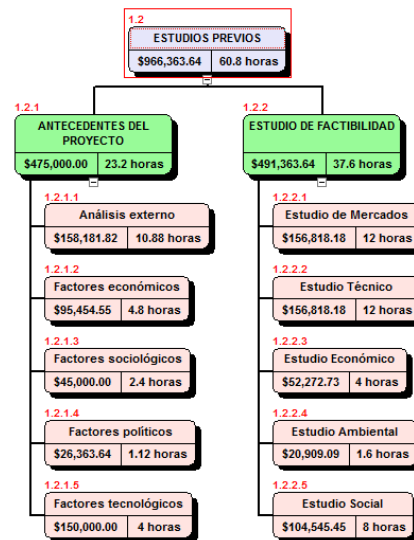 1.2
ESTUDIOS PREVIOS
$966,363.64 60.8 horas
1.2.1
ANTECEDENTES DEL
PROYECTO
$475,000.00 23.2 horas
1.2.1.1
Análisis externo
$158,181.82 10.88 horas
1.2.1.2
Factores económicos
$95,454.55 4.8 horas
1.2.1.3
Factores sociológicos
$45,000.00 2.4 horas
1.2.1.4
Factores políticos
$26,363.64 1.12 horas
1.2.1.5
Factores tecnológicos
$150,000.00 4 horas
1.2.2
ESTUDIO DE FACTIBILIDAD
$491,363.64 37.6 horas
1.2.2.1
Estudio de Mercados
$156,818.18 12 horas
1.2.2.2
Estudio Técnico
$156,818.18 12 horas
1.2.2.3
Estudio Económico
$52,272.73 4 horas
1.2.2.4
Estudio Ambiental
$20,909.09 1.6 horas
1.2.2.5
Estudio Social
$104,545.45 8 horas